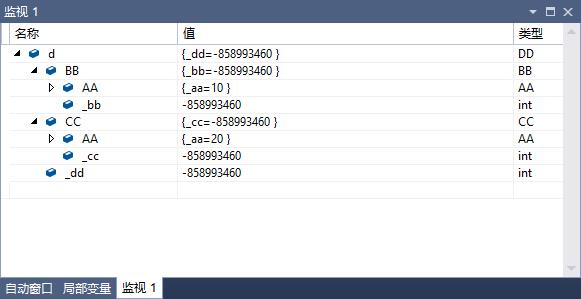 监视 1
名称 值 类型
d {_dd=-858993460 } DD
BB {_bb=-858993460 } BB
AA {_aa=10 } AA
_bb -858993460 int
CC {_cc=-858993460 } CC
AA {_aa=20 } AA
_cc -858993460 int
_dd -858993460 int
自动窗口 局部变量 监视 1